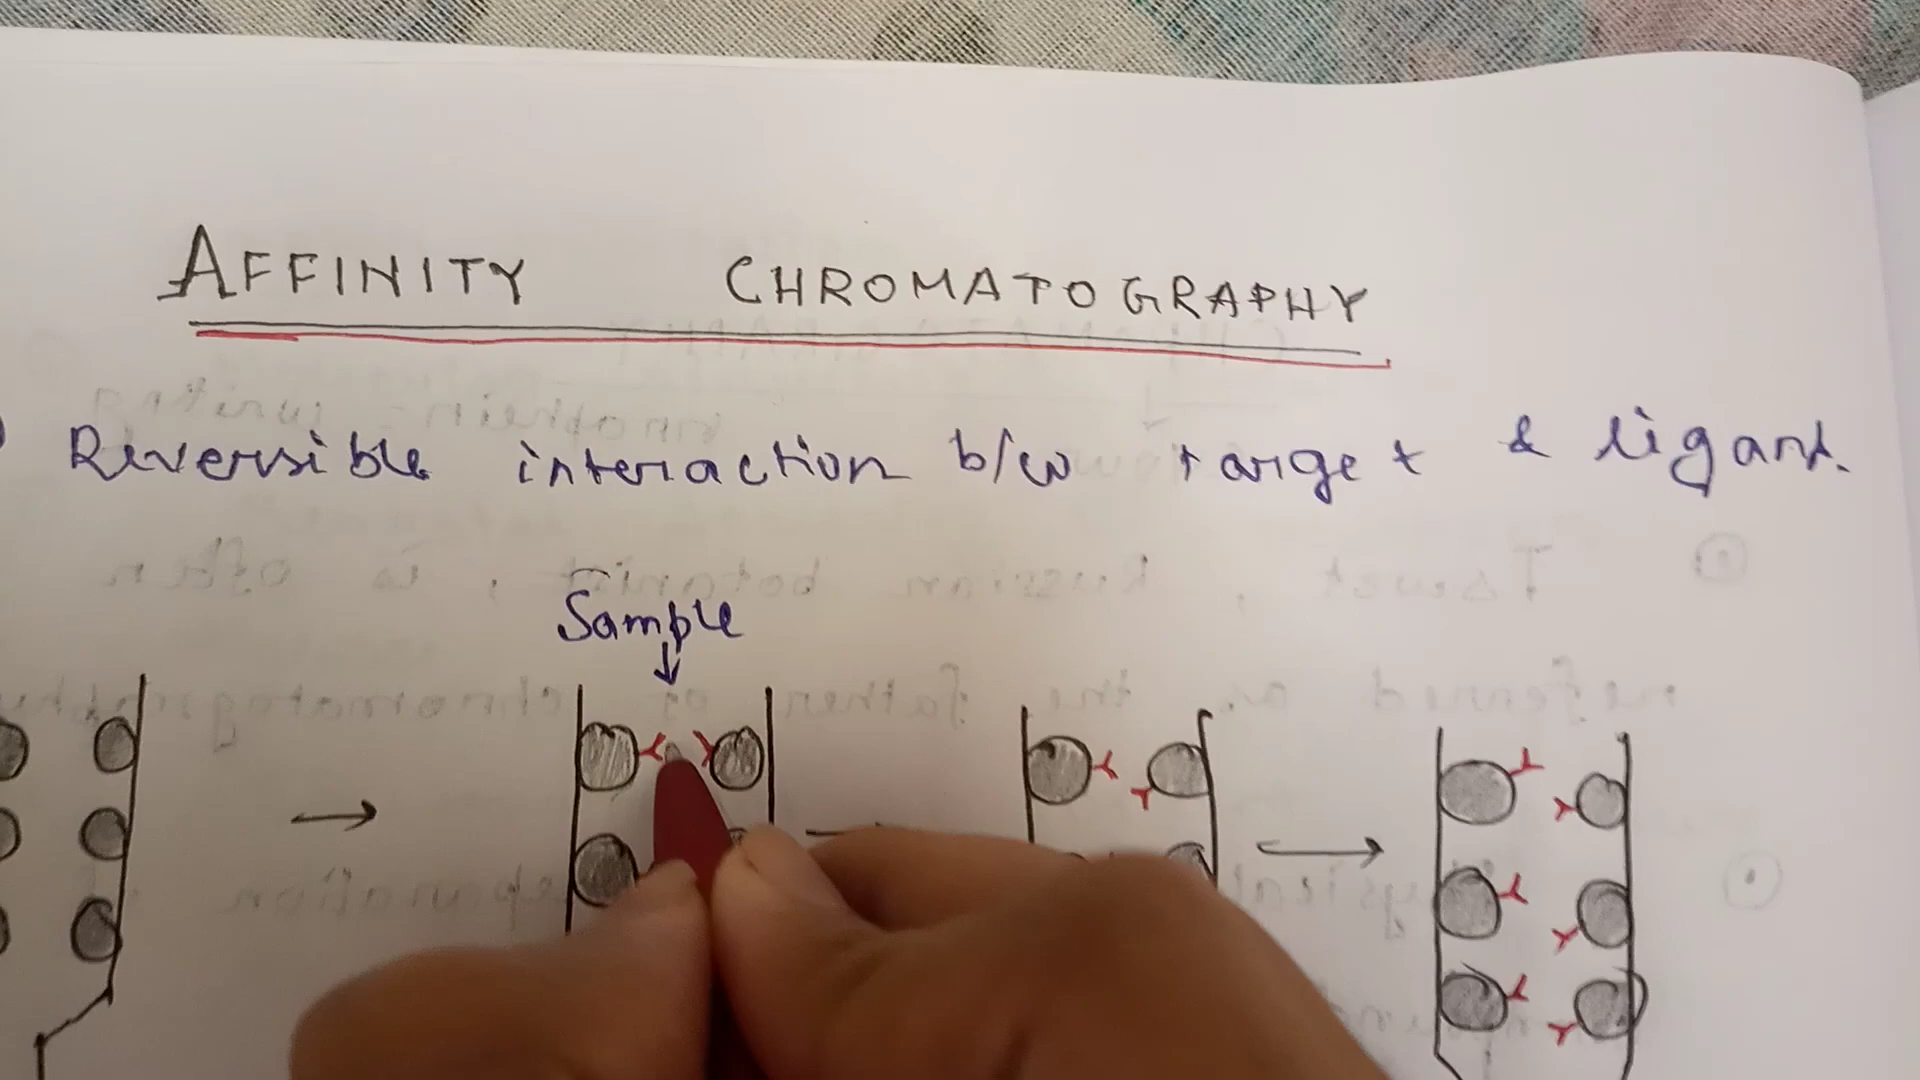 AFFINITY CHROMATOGRAPHY
Reversible interaction b/w target & ligand.
Sample